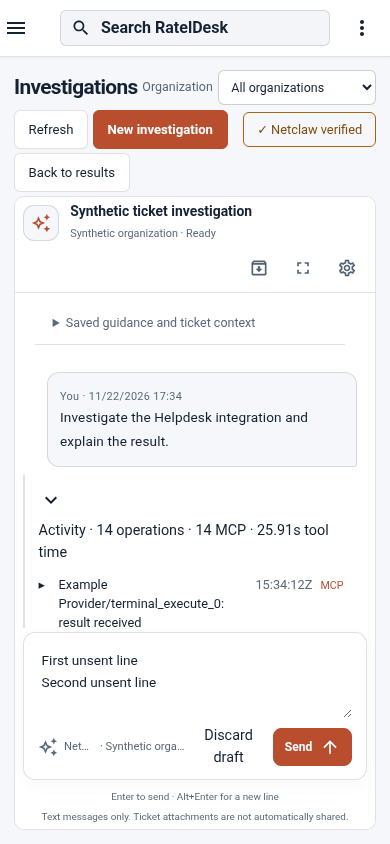 Search RatelDesk
Investigations Organization All organizations
Refresh New investigation ✓ Netclaw verified
Back to results
Synthetic ticket investigation
Synthetic organization · Ready
▶ Saved guidance and ticket context
You · 11/22/2026 17:34
Investigate the Helpdesk integration and
explain the result.
Activity · 14 operations · 14 MCP · 25.91s tool
time
▸ Example 15:34:12Z MCP
Provider/terminal_execute_0:
result received
First unsent line
Second unsent line
Net… · Synthetic orga…
Discard
draft
Send
Enter to send · Alt+Enter for a new line
Text messages only. Ticket attachments are not automatically shared.